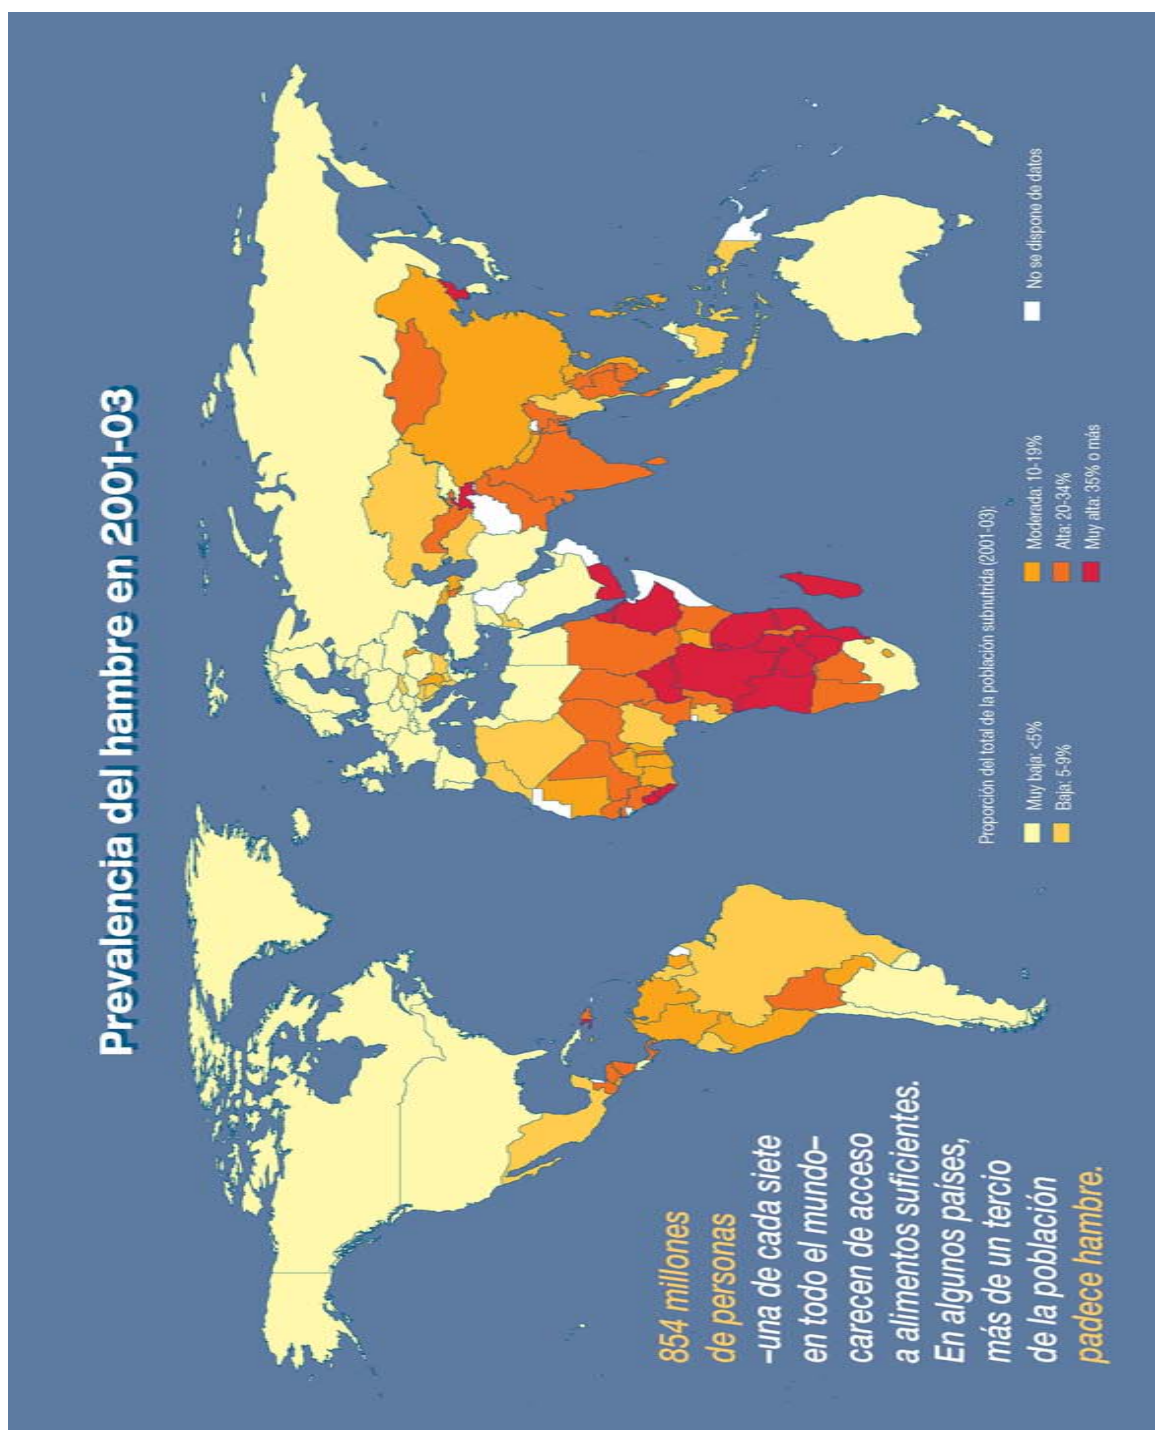 Prevalencia del hambre en 2001-03
854 millones
de personas
–una de cada siete
en todo el mundo–
carecen de acceso
a alimentos suficientes.
En algunos países,
más de un tercio
de la población
padece hambre.
Proporción del total de la población subnutrida (2001-03):
Muy baja: <5%
Baja: 5-9%
Moderada: 10-19%
Alta: 20-34%
Muy alta: 35% o más
No se dispone de datos